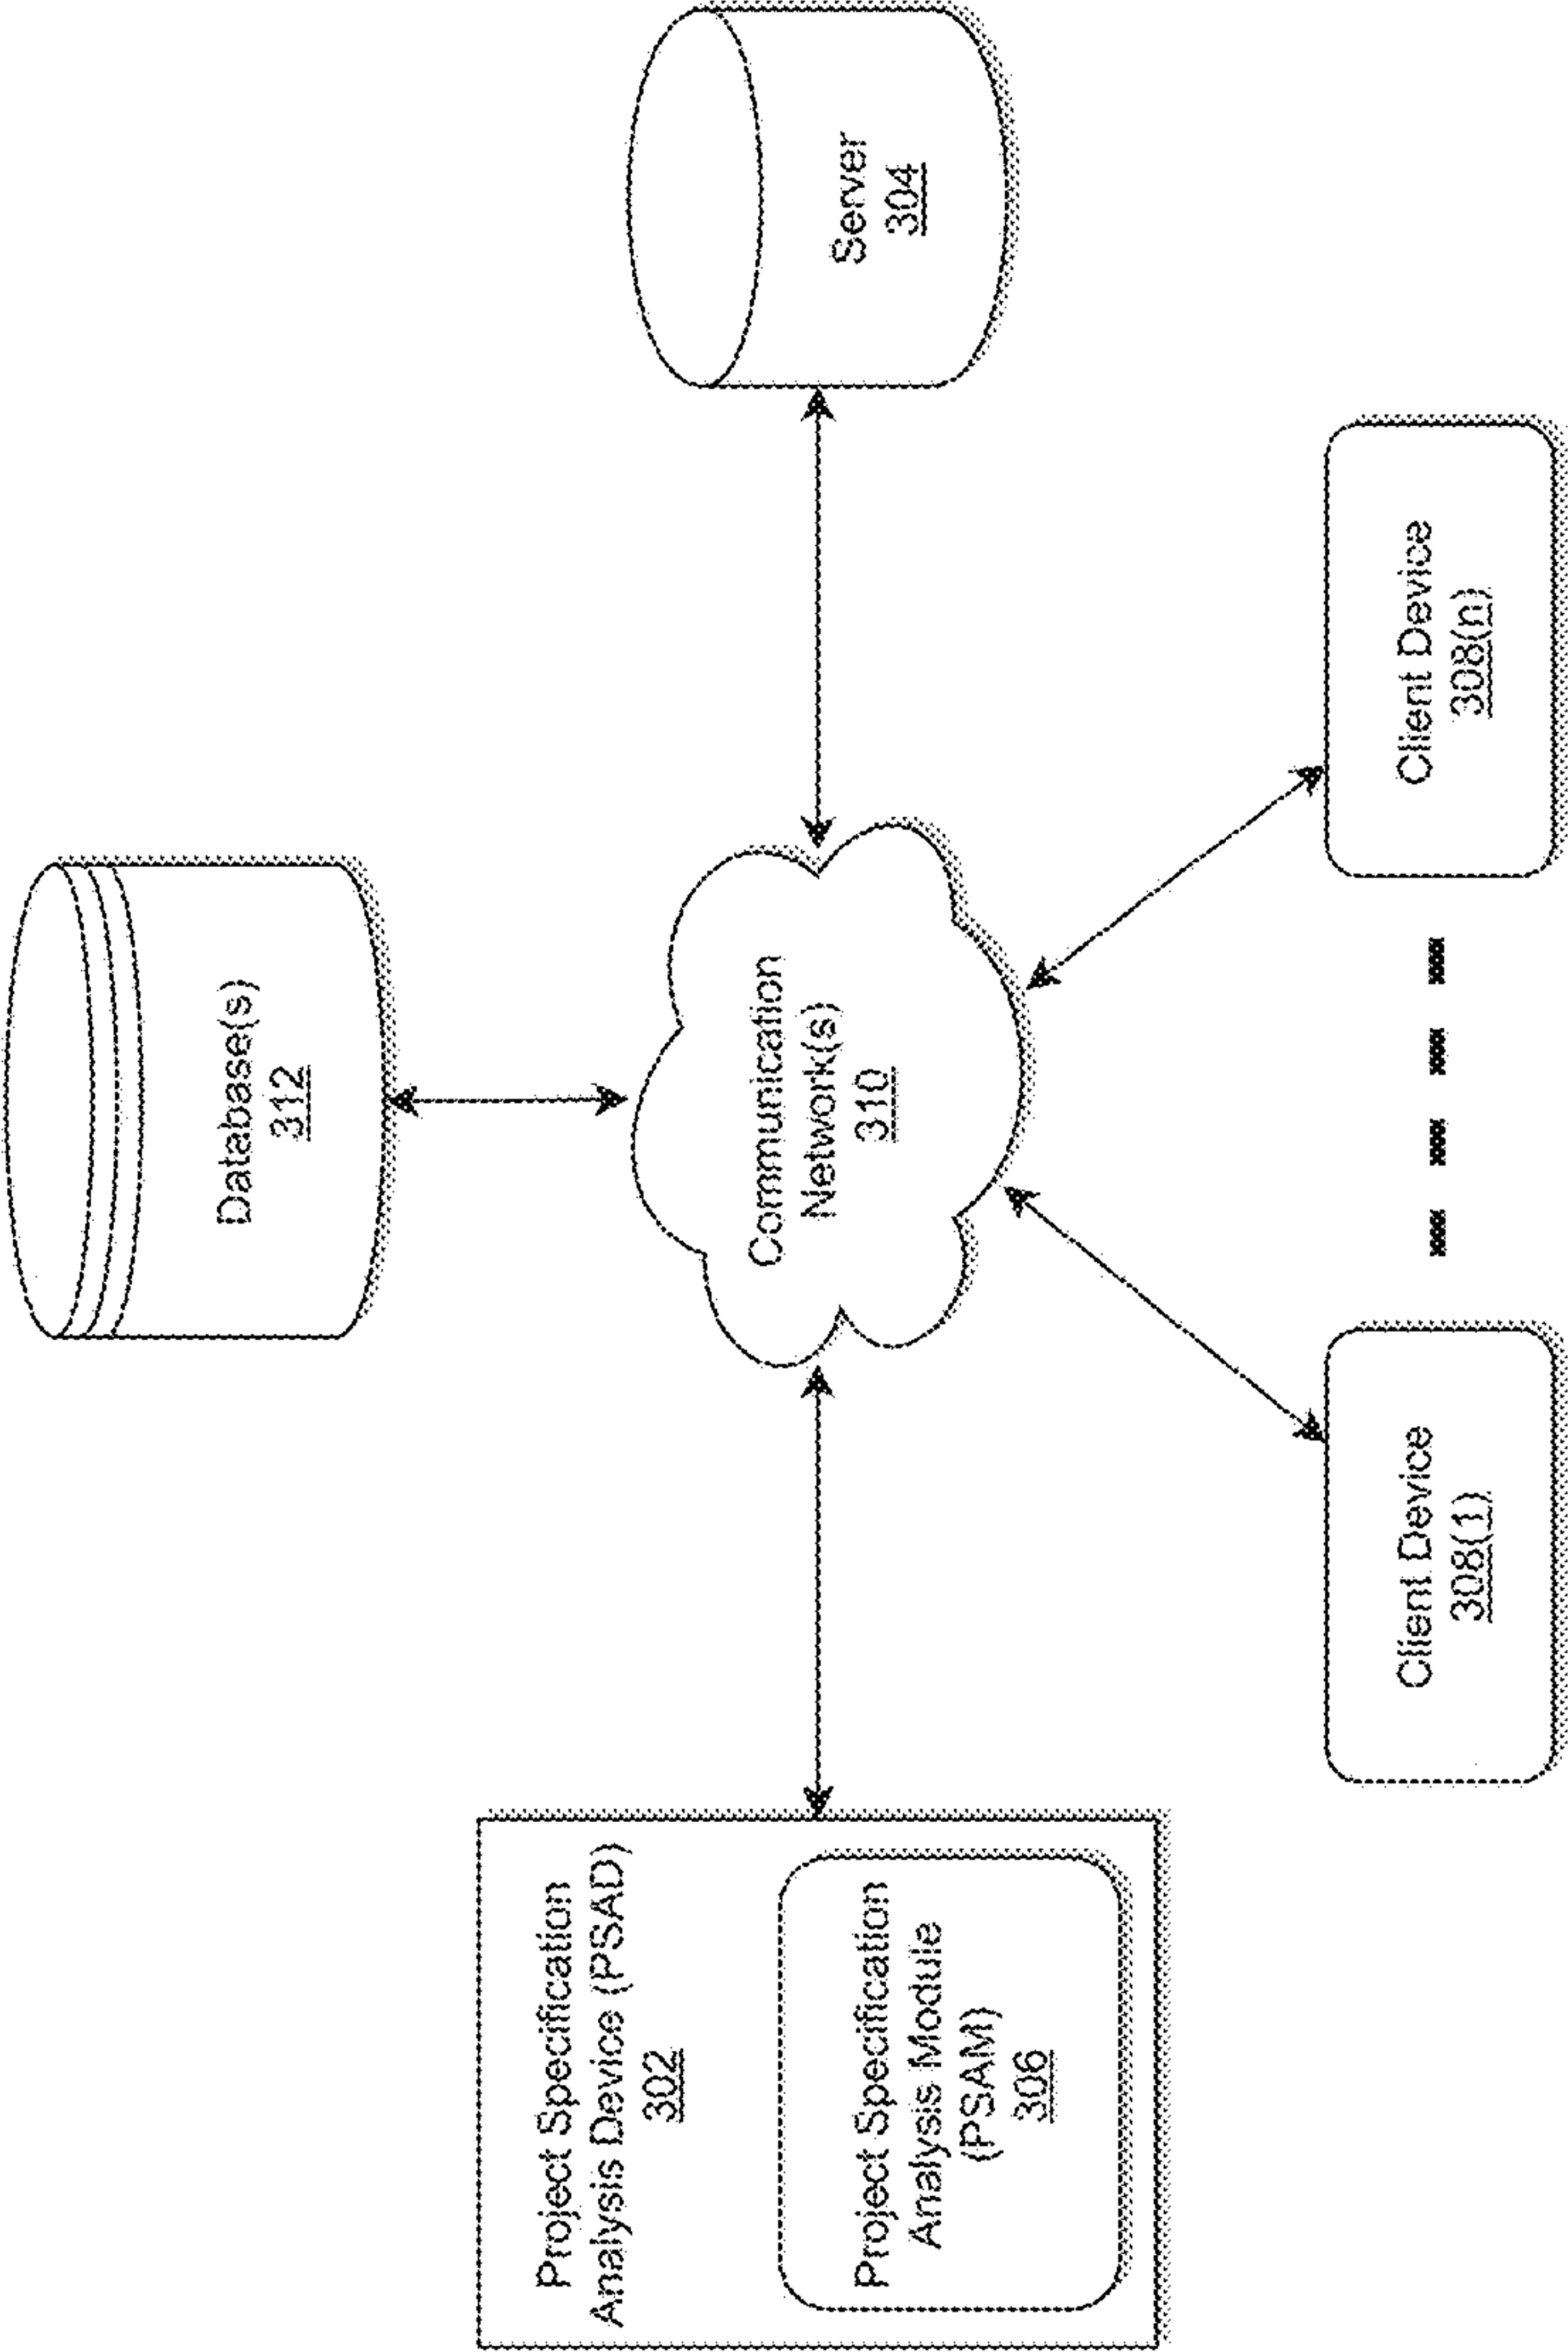 Database(s)
312
Project Specification
Analysis Device (PSAD)
302
Project Specification
Analysis Module
(PSAM)
306
Communication
Network(s)
310
Server
304
Client Device
308(1)
Client Device
308(n)